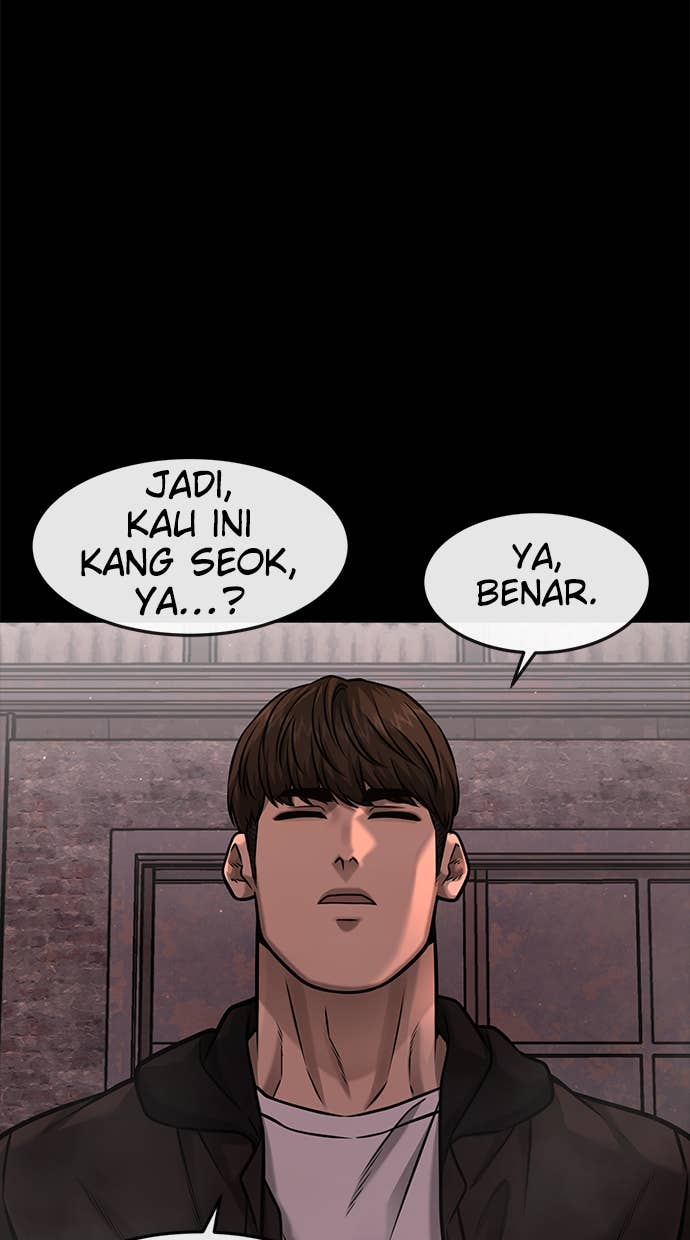 JADI,
KAU INI
KANG SEOK,
YA...?
YA,
BENAR.